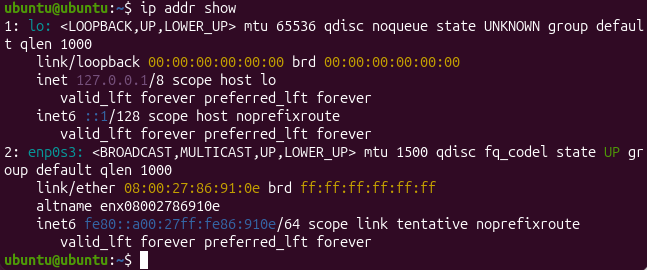 ubuntu@ubuntu:~$ ip addr show
1: lo: <LOOPBACK,UP,LOWER_UP> mtu 65536 qdisc noqueue state UNKNOWN group defaul
t qlen 1000
    link/loopback 00:00:00:00:00:00 brd 00:00:00:00:00:00
    inet 127.0.0.1/8 scope host lo
       valid_lft forever preferred_lft forever
    inet6 ::1/128 scope host noprefixroute
       valid_lft forever preferred_lft forever
2: enp0s3: <BROADCAST,MULTICAST,UP,LOWER_UP> mtu 1500 qdisc fq_codel state UP gr
oup default qlen 1000
    link/ether 08:00:27:86:91:0e brd ff:ff:ff:ff:ff:ff
    altname enx08002786910e
    inet6 fe80::a00:27ff:fe86:910e/64 scope link tentative noprefixroute
       valid_lft forever preferred_lft forever
ubuntu@ubuntu:~$